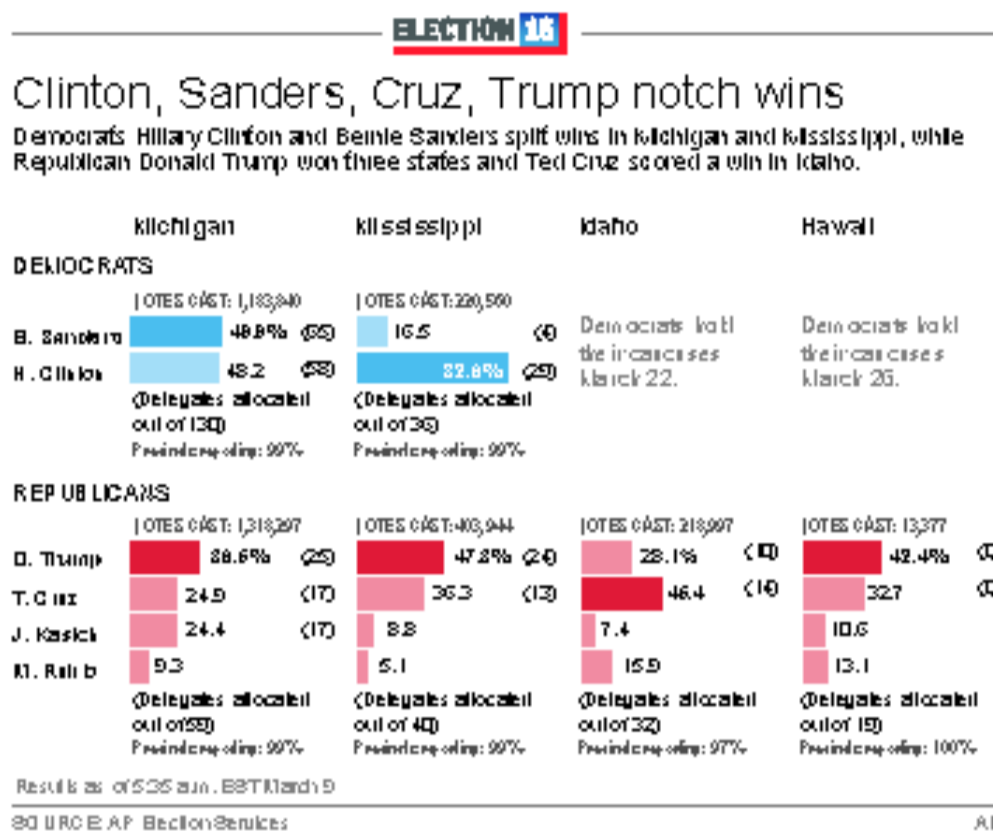 ELECTION 16
Clinton, Sanders, Cruz, Trump notch wins
Democrats Hillary Clinton and Bernie Sanders split wins in Michigan and Mississippi, while
Republican Donald Trump won three states and Ted Cruz scored a win in Idaho.
Michigan Mississippi Idaho Hawaii
DEMOCRATS
VOTES CAST: 1,183,840 VOTES CAST: 220,560
B. Sanders 49.9% 16.5 (4)
H. Clinton 48.2 82.6% (29)
Democrats hold
their caucuses
March 22.
Democrats hold
their caucuses
March 26.
(Delegates allocated
out of 130)
Precincts reporting: 99%
(Delegates allocated
out of 36)
Precincts reporting: 99%
REPUBLICANS
VOTES CAST: 1,318,297 VOTES CAST: 403,944 VOTES CAST: 218,997 VOTES CAST: 13,377
D. Trump 36.6% (25) 47.3% (24) 28.1% (10) 42.4%
T. Cruz 24.9 (17) 36.3 (13) 45.4 (14) 32.7
J. Kasich 24.4 (17) 8.8 7.4 10.6
M. Rubio 9.3 5.1 15.9 13.1
(Delegates allocated
out of 59)
Precincts reporting: 99%
(Delegates allocated
out of 40)
Precincts reporting: 99%
(Delegates allocated
out of 32)
Precincts reporting: 97%
(Delegates allocated
out of 19)
Precincts reporting: 100%
Results as of 5:35 a.m. EST March 9
SOURCE: AP Election Services